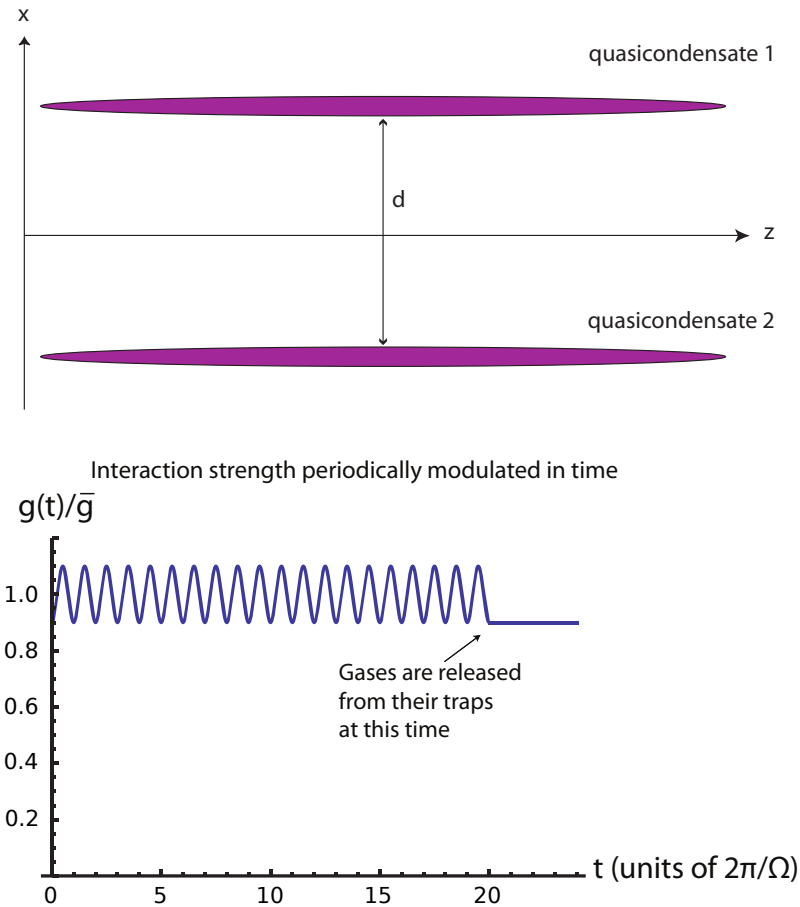 x
quasicondensate 1
d
z
quasicondensate 2
Interaction strength periodically modulated in time
g(t)/g̅
1.0
0.8
Gases are released
from their traps
at this time
0.6
0.4
0.2
t (units of 2π/Ω)
0 5 10 15 20